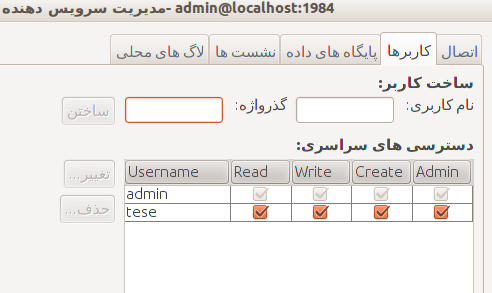 مدیریت سرویس دهنده- admin@localhost:1984
اتصال کاربرها پایگاه های داده نشست ها لاگ های محلی
ساخت کاربر:
نام کاربری: گذرواژه: ساختن
دسترسی های سراسری:
Username Read Write Create Admin تغییر...
admin
tese حذف...